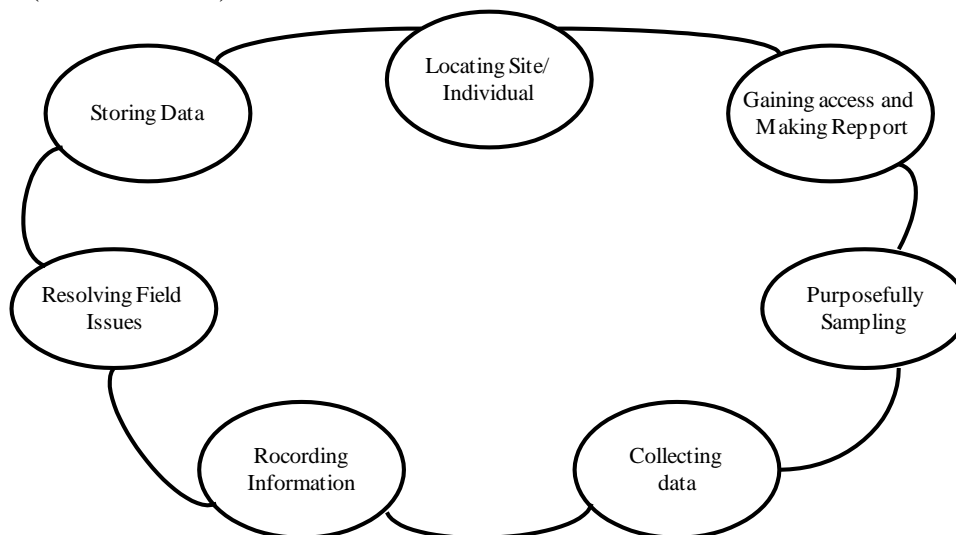 Locating Site/
Individual
Gaining access and
Making Repport
Purposefully
Sampling
Collecting
data
Rocording
Information
Resolving Field
Issues
Storing Data